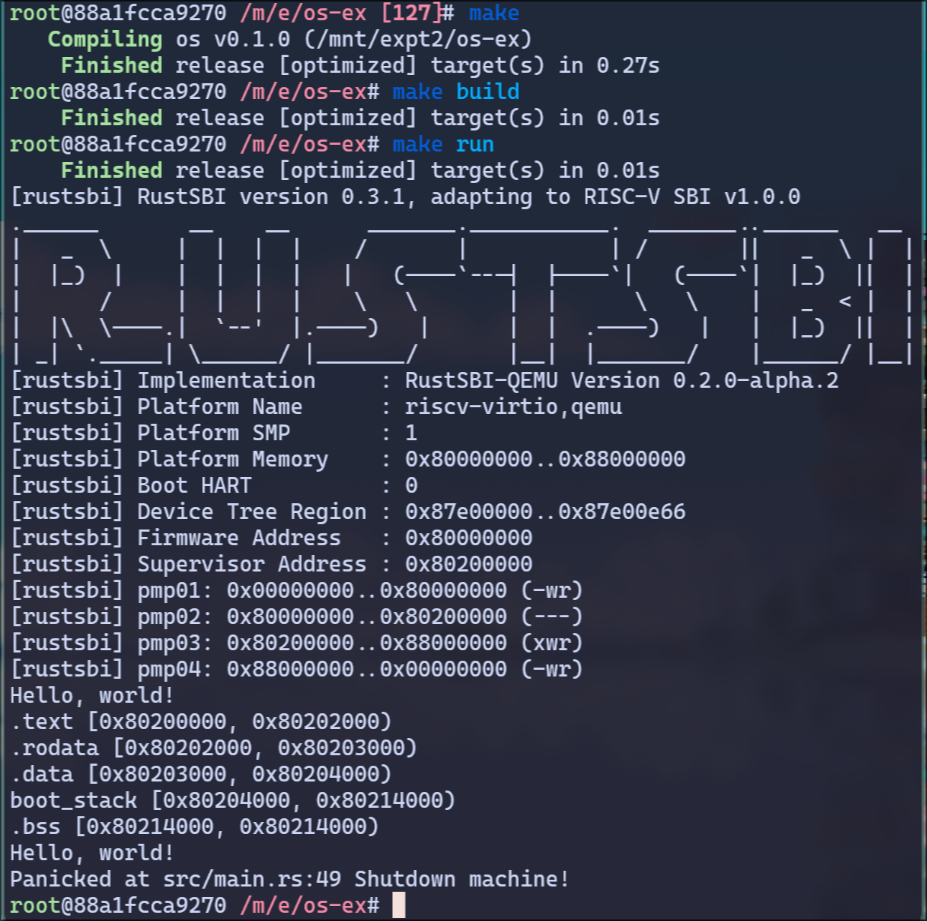 root@88a1fcca9270 /m/e/os-ex [127]# make
   Compiling os v0.1.0 (/mnt/expt2/os-ex)
    Finished release [optimized] target(s) in 0.27s
root@88a1fcca9270 /m/e/os-ex# make build
    Finished release [optimized] target(s) in 0.01s
root@88a1fcca9270 /m/e/os-ex# make run
    Finished release [optimized] target(s) in 0.01s
[rustsbi] RustSBI version 0.3.1, adapting to RISC-V SBI v1.0.0
RUSTSBI
[rustsbi] Implementation     : RustSBI-QEMU Version 0.2.0-alpha.2
[rustsbi] Platform Name      : riscv-virtio,qemu
[rustsbi] Platform SMP       : 1
[rustsbi] Platform Memory    : 0x80000000..0x88000000
[rustsbi] Boot HART          : 0
[rustsbi] Device Tree Region : 0x87e00000..0x87e00e66
[rustsbi] Firmware Address   : 0x80000000
[rustsbi] Supervisor Address : 0x80200000
[rustsbi] pmp01: 0x00000000..0x80000000 (-wr)
[rustsbi] pmp02: 0x80000000..0x80200000 (---)
[rustsbi] pmp03: 0x80200000..0x88000000 (xwr)
[rustsbi] pmp04: 0x88000000..0x00000000 (-wr)
Hello, world!
.text [0x80200000, 0x80202000)
.rodata [0x80202000, 0x80203000)
.data [0x80203000, 0x80204000)
boot_stack [0x80204000, 0x80214000)
.bss [0x80214000, 0x80214000)
Hello, world!
Panicked at src/main.rs:49 Shutdown machine!
root@88a1fcca9270 /m/e/os-ex#